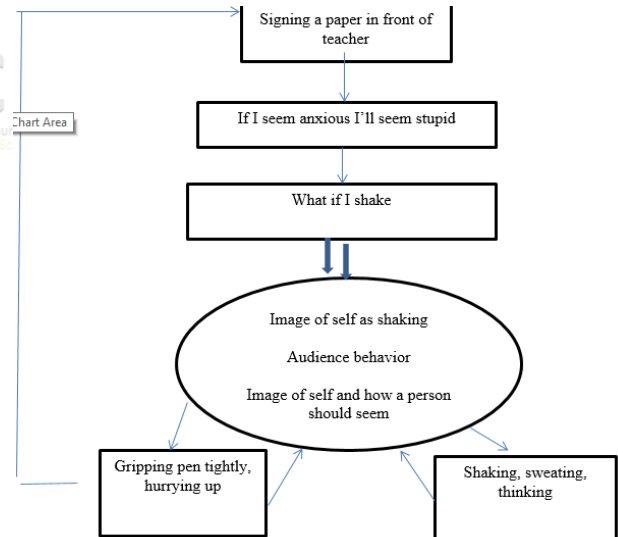 Signing a paper in front of
teacher
Chart Area
If I seem anxious I’ll seem stupid
What if I shake
Image of self as shaking
Audience behavior
Image of self and how a person
should seem
Gripping pen tightly,
hurrying up
Shaking, sweating,
thinking